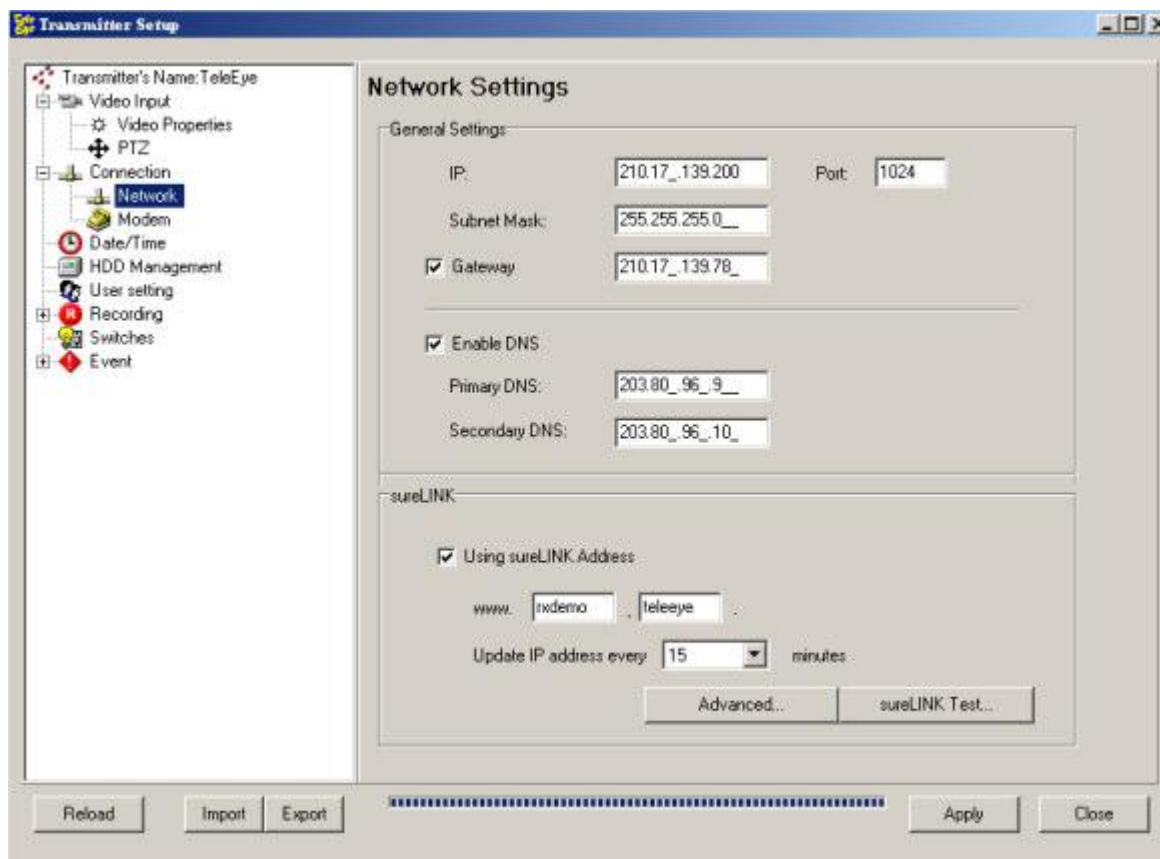 Transmitter Setup
Transmitter's Name:TeleEye
Video Input
Video Properties
PTZ
Connection
Network
Modem
Date/Time
HDD Management
User setting
Recording
Switches
Event
Network Settings
General Settings
IP: 210.17_.139.200 Port: 1024
Subnet Mask: 255.255.255.0__
Gateway 210.17_.139.78_
Enable DNS
Primary DNS: 203.80_.96_.9__
Secondary DNS: 203.80_.96_.10_
sureLINK
Using sureLINK Address
www. rxdemo . teleeye .
Update IP address every 15 minutes
Advanced... sureLINK Test...
Reload Import Export Apply Close